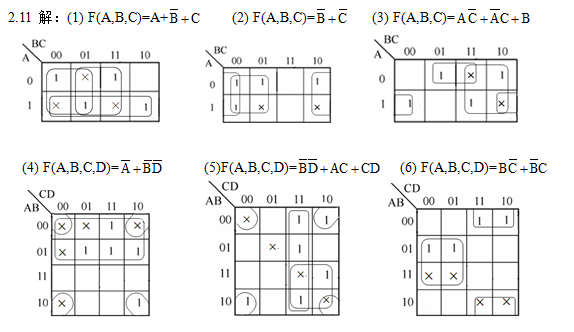 2.11 解：(1) F(A,B,C)=A+B̅+C (2) F(A,B,C)=B̅+C̅ (3) F(A,B,C)=AC̅+A̅C+B
BC BC BC
A 00 01 11 10 A 00 01 11 10 A 00 01 11 10
0 1 × 1 0 1 1 1 0 1 × 1
1 × 1 × 1 1 1 × × 1 1 1 ×
(4) F(A,B,C,D)=A̅+B̅D̅ (5)F(A,B,C,D)=B̅D̅+AC+CD (6) F(A,B,C,D)=BC̅+B̅C
CD CD CD
AB 00 01 11 10 AB 00 01 11 10 AB 00 01 11 10
00 × × 1 × 00 × 1 1 00 1 1
01 × 1 1 1 01 × 1 01 1 1
11 11 × 1 11 × ×
10 × 1 10 1 1 × 10 × ×